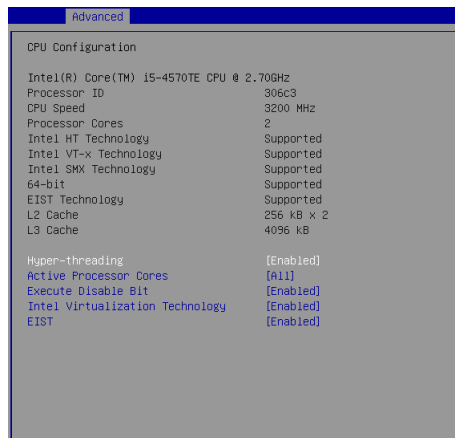 Advanced
CPU Configuration
Intel(R) Core(TM) i5-4570TE CPU @ 2.70GHz
Processor ID 306c3
CPU Speed 3200 MHz
Processor Cores 2
Intel HT Technology Supported
Intel VT-x Technology Supported
Intel SMX Technology Supported
64-bit Supported
EIST Technology Supported
L2 Cache 256 kB x 2
L3 Cache 4096 kB
Hyper-threading [Enabled]
Active Processor Cores [All]
Execute Disable Bit [Enabled]
Intel Virtualization Technology [Enabled]
EIST [Enabled]